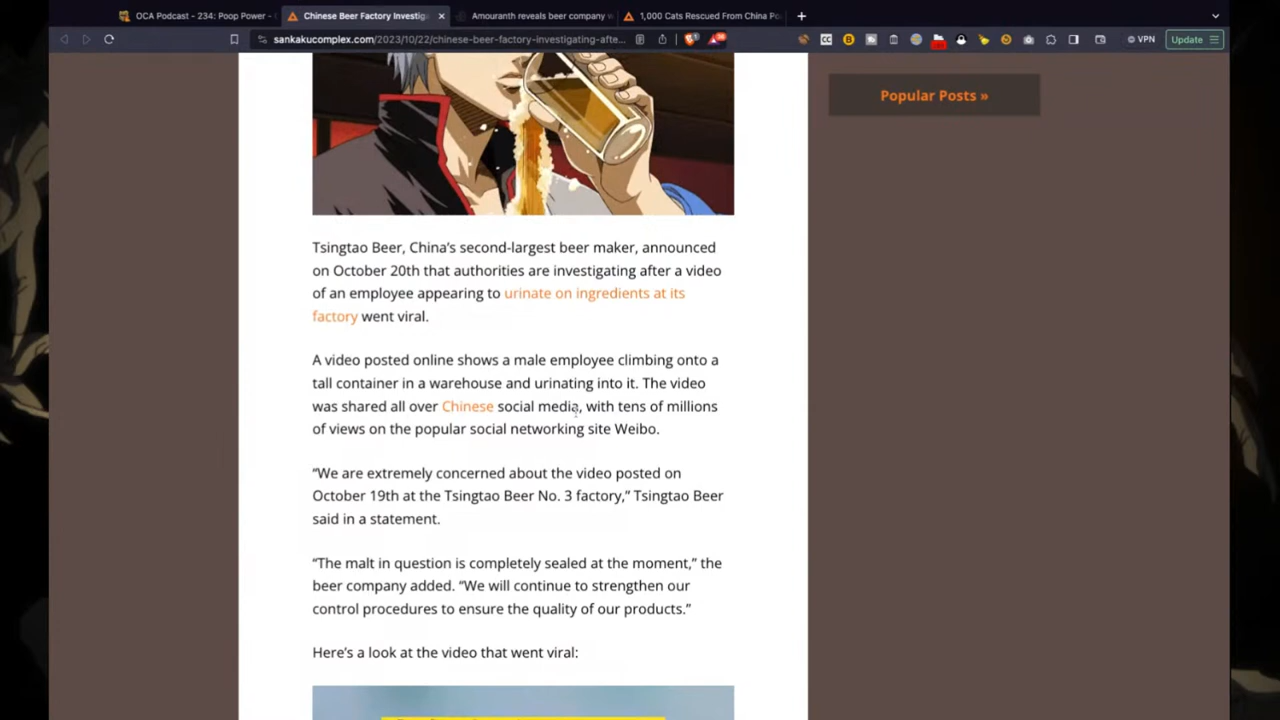 OCA Podcast - 234: Poop Power -
Chinese Beer Factory Investig
Amouranth reveals beer company
1,000 Cats Rescued From China Po
sankakucomplex.com/2023/10/22/chinese-beer-factory-investigating-afte...
VPN
Update
Popular Posts »
Tsingtao Beer, China's second-largest beer maker, announced
on October 20th that authorities are investigating after a video
of an employee appearing to urinate on ingredients at its
factory went viral.
A video posted online shows a male employee climbing onto a
tall container in a warehouse and urinating into it. The video
was shared all over Chinese social media, with tens of millions
of views on the popular social networking site Weibo.
“We are extremely concerned about the video posted on
October 19th at the Tsingtao Beer No. 3 factory,” Tsingtao Beer
said in a statement.
“The malt in question is completely sealed at the moment,” the
beer company added. “We will continue to strengthen our
control procedures to ensure the quality of our products.”
Here's a look at the video that went viral: